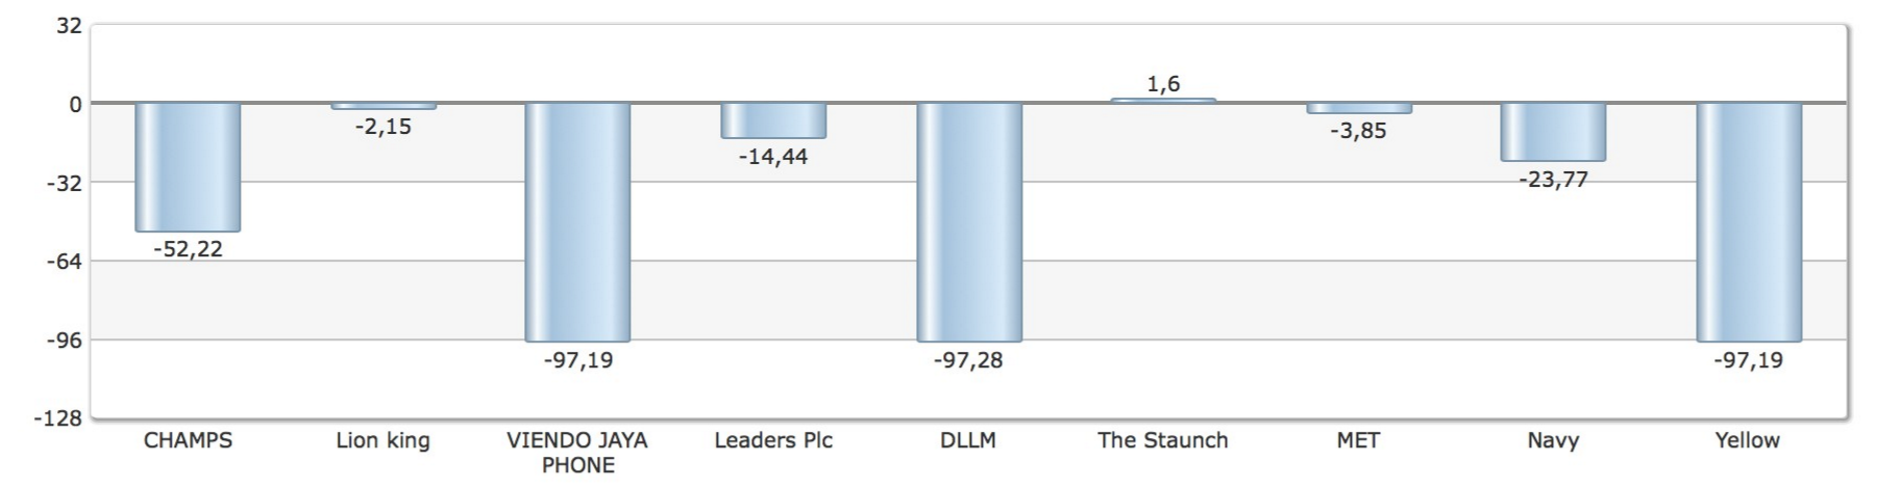 32
0
-32
-64
-96
-128
-52,22
-2,15
-97,19
-14,44
-97,28
1,6
-3,85
-23,77
-97,19
CHAMPS
Lion king
VIENDO JAYA
PHONE
Leaders Plc
DLLM
The Staunch
MET
Navy
Yellow